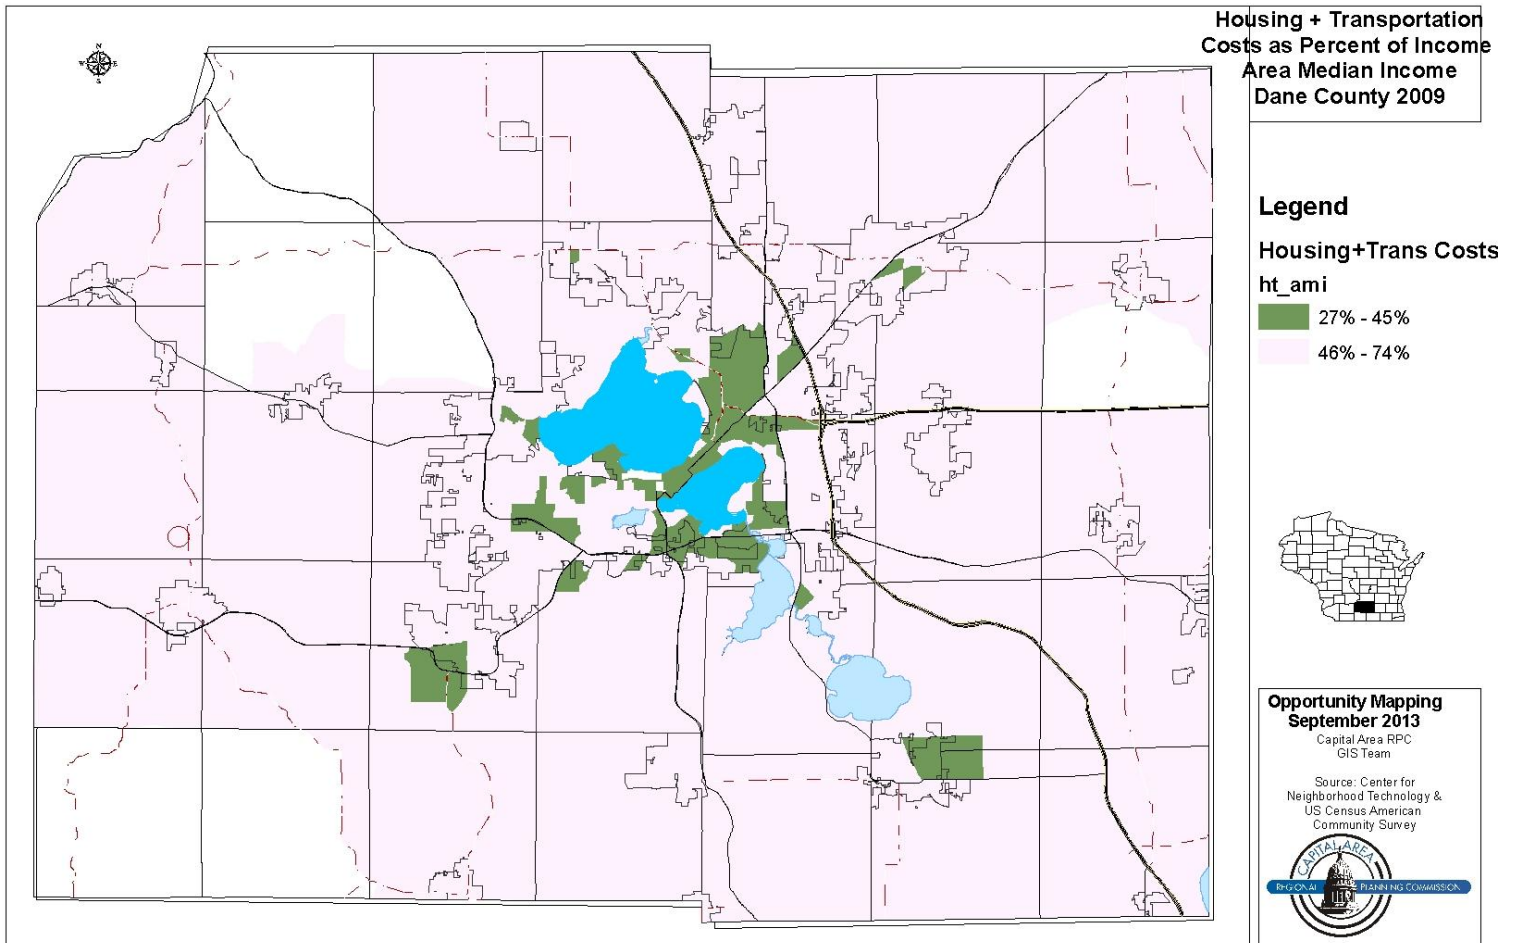 Housing + Transportation
Costs as Percent of Income
Area Median Income
Dane County 2009
N
W
E
S
Legend
Housing+Trans Costs
ht_ami
27% - 45%
46% - 74%
Opportunity Mapping
September 2013
Capital Area RPC
GIS Team
Source: Center for
Neighborhood Technology &
US Census American
Community Survey
CAPITAL AREA
REGIONAL PLANNING COMMISSION